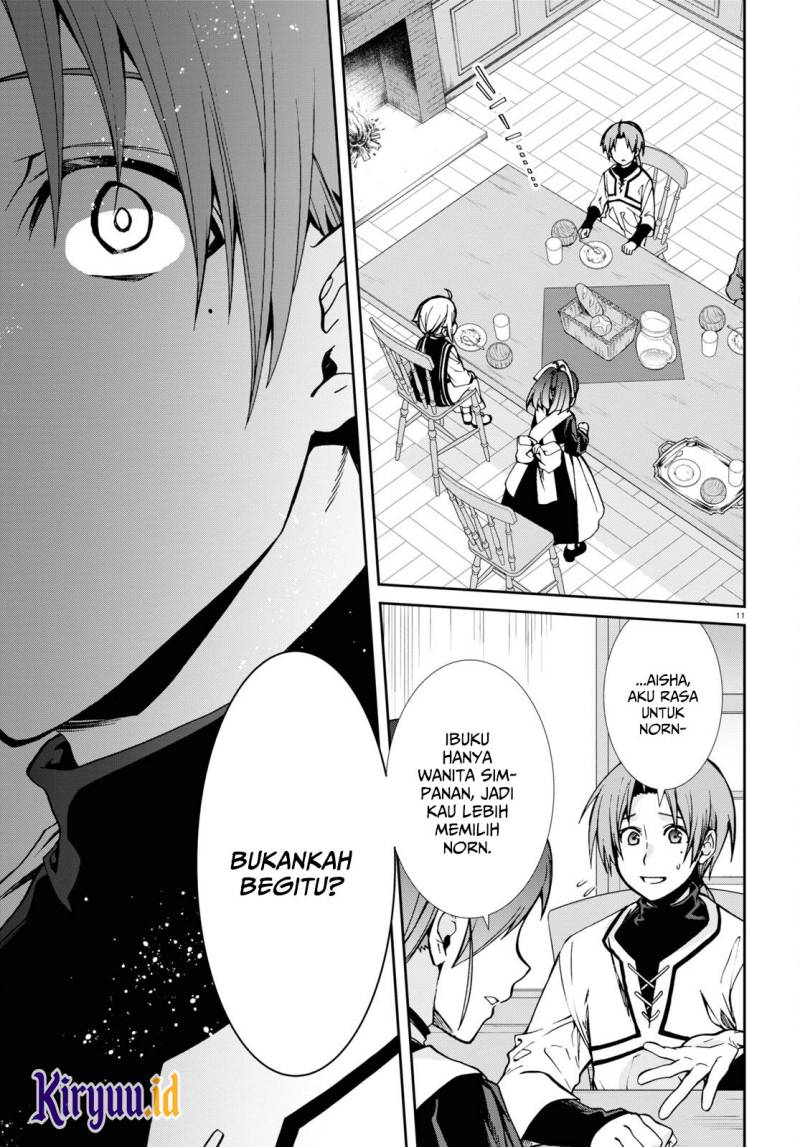 11
...AISHA,
AKU RASA
UNTUK
NORN-
IBUKU
HANYA
WANITA SIM-
PANAN, JADI
KAU LEBIH
MEMILIH
NORN.
BUKANKAH
BEGITU?
Kiryuu.id